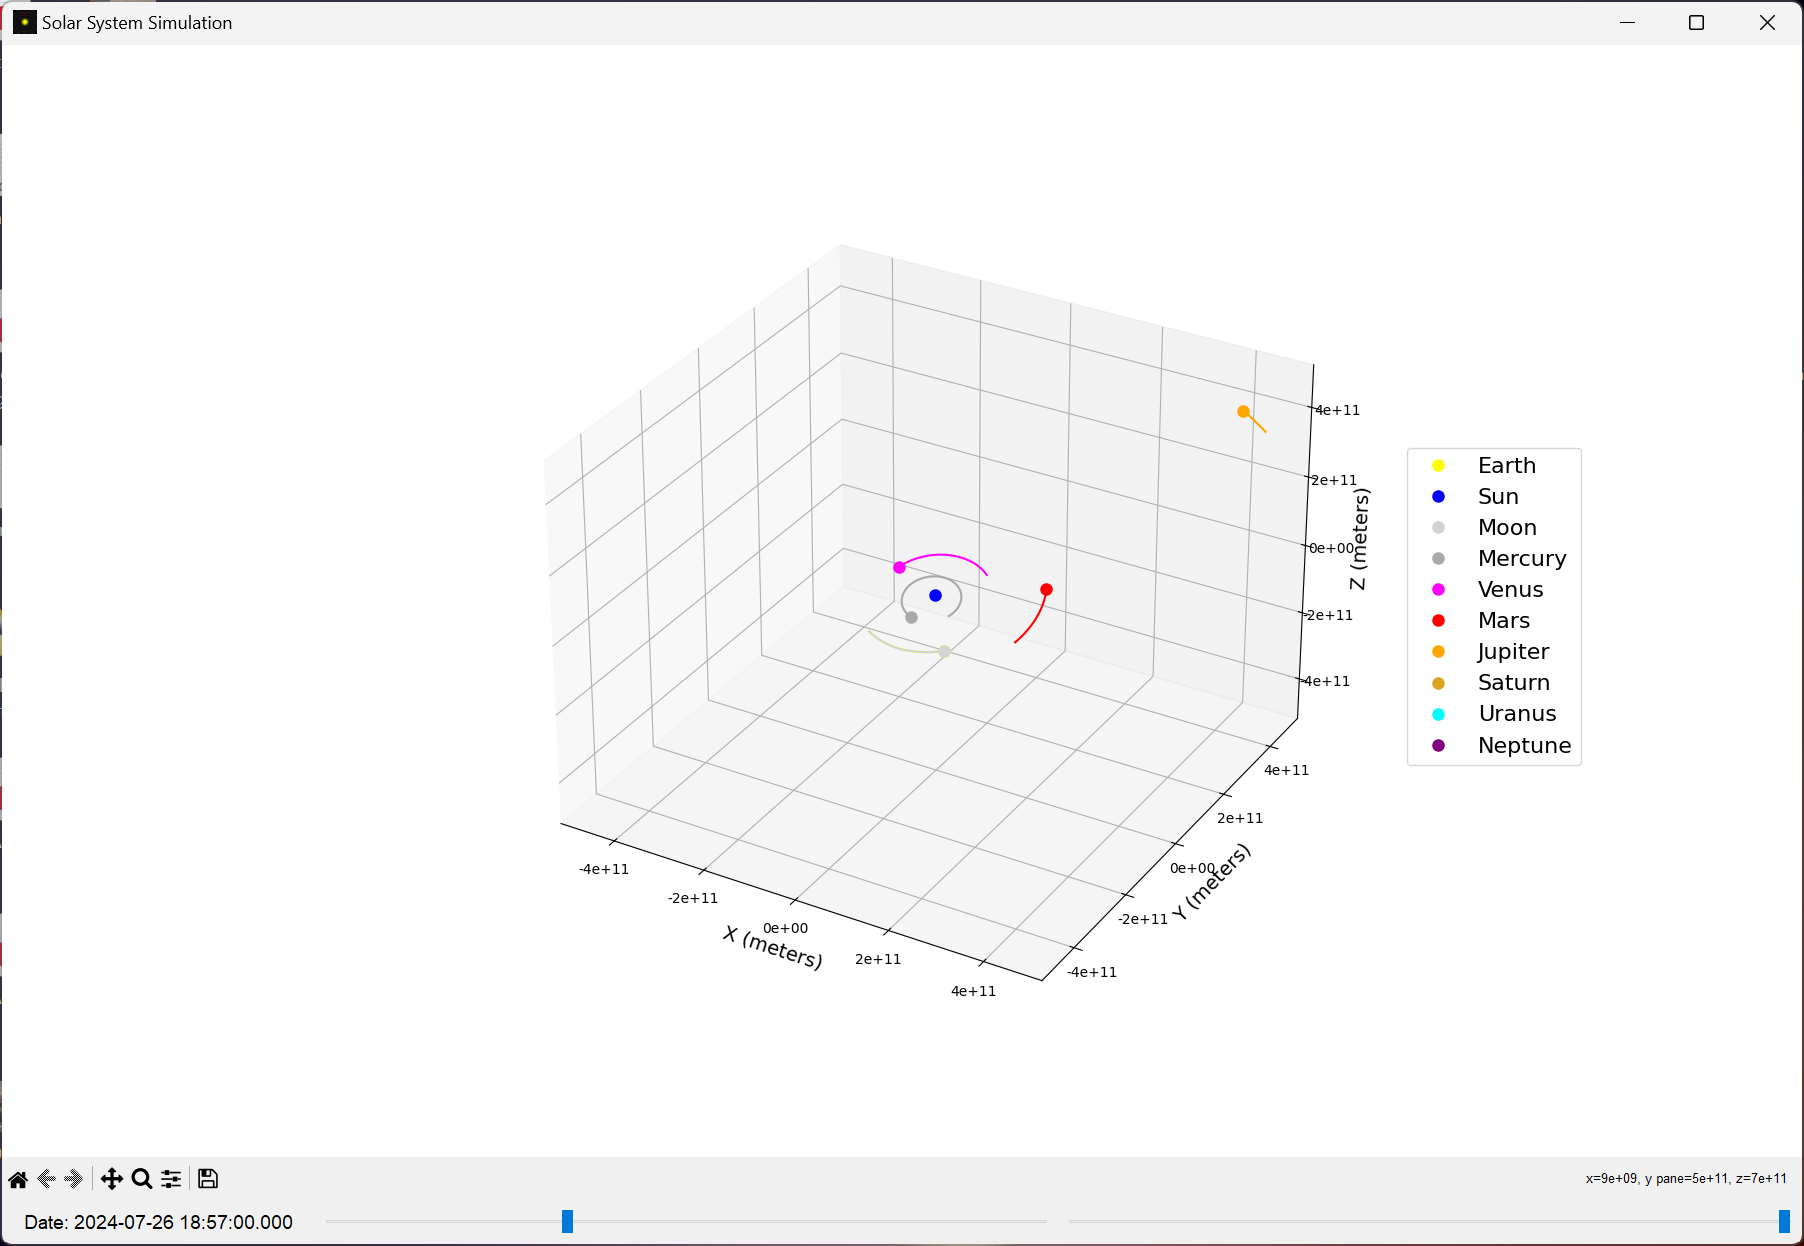 Solar System Simulation
4e+11
2e+11
0e+00
-2e+11
-4e+11
Z (meters)
Earth
Sun
Moon
Mercury
Venus
Mars
Jupiter
Saturn
Uranus
Neptune
4e+11
2e+11
0e+00
-2e+11
-4e+11
Y (meters)
-4e+11
-2e+11
0e+00
2e+11
4e+11
X (meters)
x=9e+09, y pane=5e+11, z=7e+11
Date: 2024-07-26 18:57:00.000